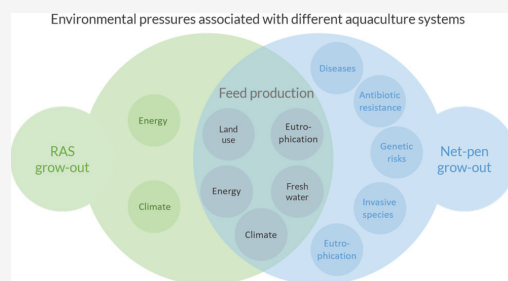 Environmental pressures associated with different aquaculture systems
Feed production
RAS
grow-out
Energy
Climate
Land
use
Eutro-
phication
Energy
Fresh
water
Climate
Diseases
Antibiotic
resistance
Genetic
risks
Invasive
species
Eutro-
phication
Net-pen
grow-out